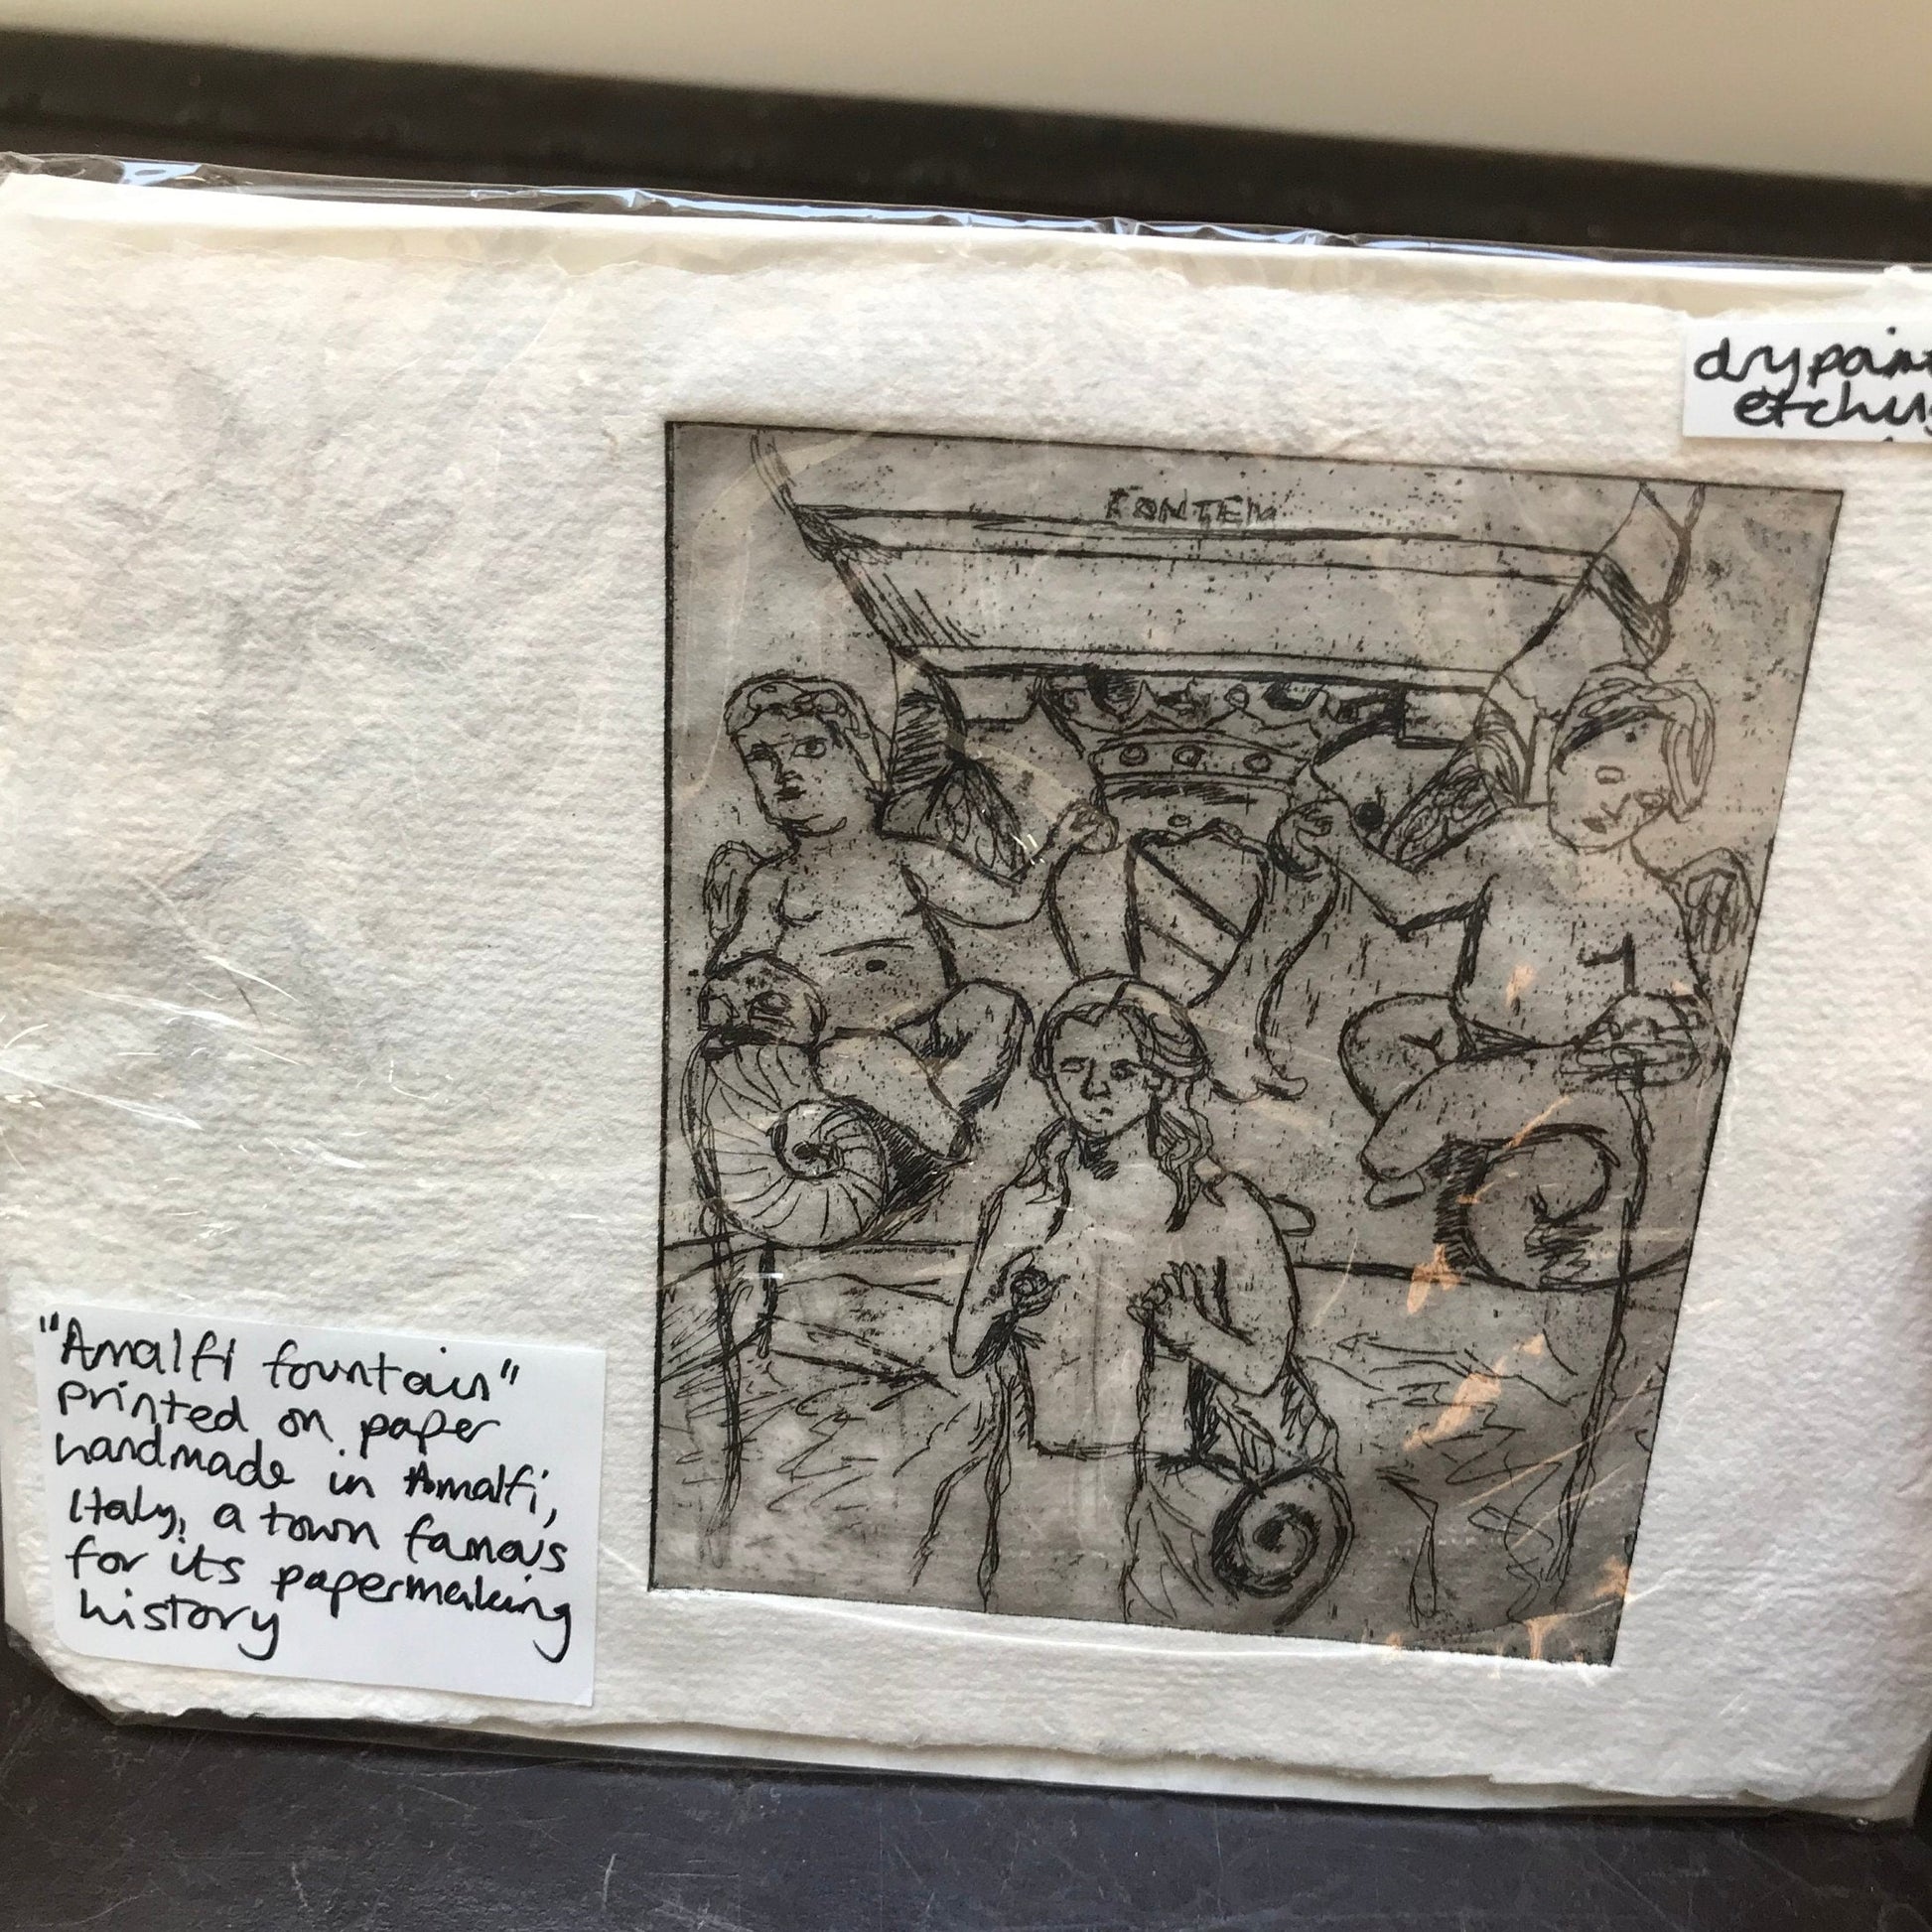 drypoint
etching
FONTEM
"Amalfi fountain"
printed on paper
handmade in Amalfi,
Italy, a town famous
for its papermaking
history